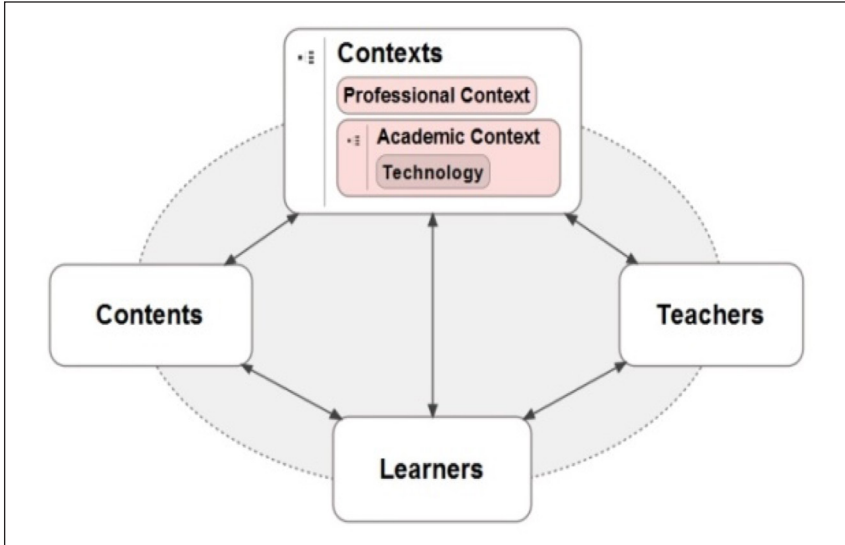 Contexts
Professional Context
Academic Context
Technology
Contents
Teachers
Learners